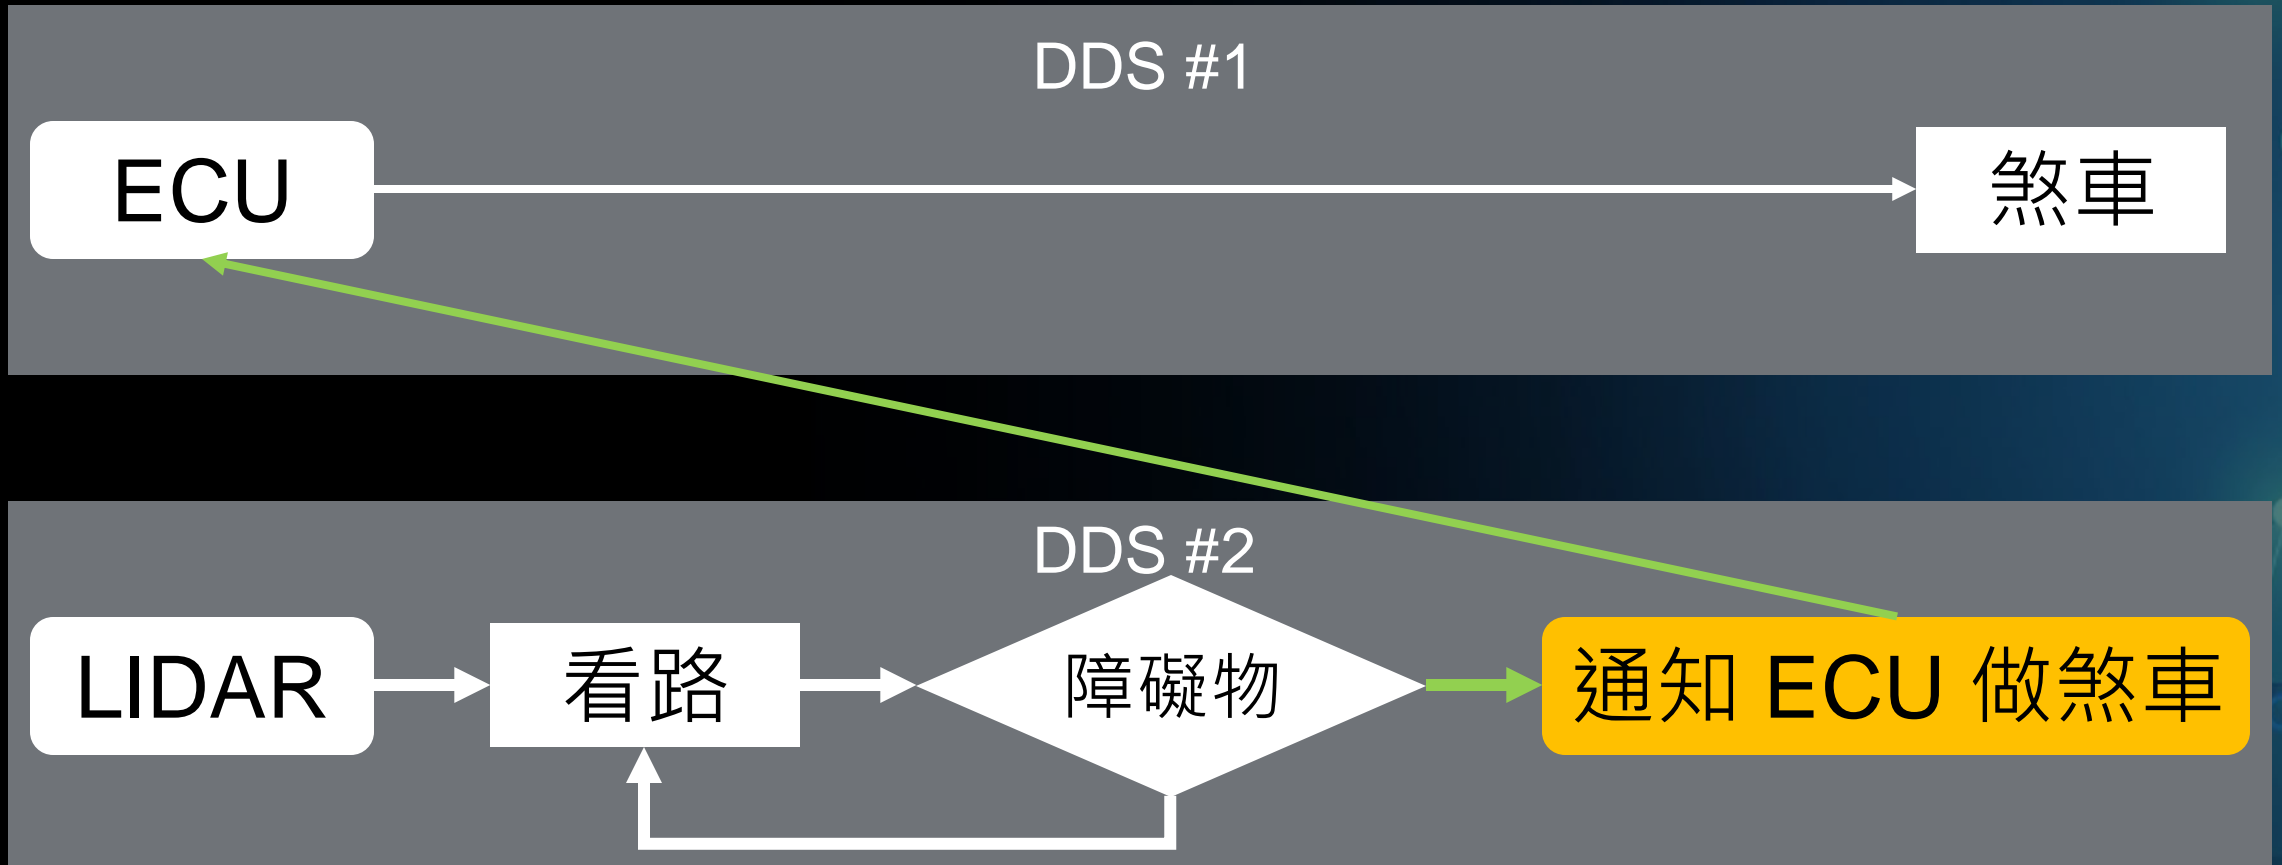 DDS #1
ECU
煞車
DDS #2
LIDAR
看路
障礙物
通知 ECU 做煞車